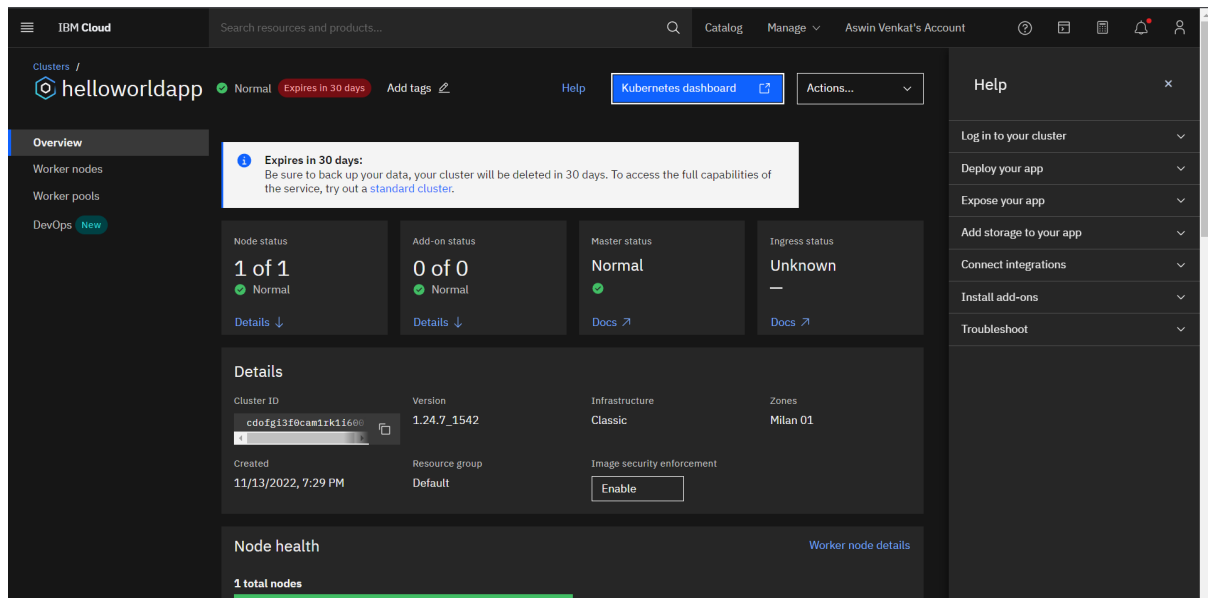 IBM Cloud
Search resources and products...
Catalog
Manage
Aswin Venkat's Account
Clusters /
helloworldapp
Normal
Expires in 30 days
Add tags
Help
Kubernetes dashboard
Actions...
Overview
Worker nodes
Worker pools
DevOps New
Expires in 30 days:
Be sure to back up your data, your cluster will be deleted in 30 days. To access the full capabilities of
the service, try out a standard cluster.
Node status
1 of 1
Normal
Details
Add-on status
0 of 0
Normal
Details
Master status
Normal
Docs
Ingress status
Unknown
—
Docs
Details
Cluster ID
cdofgi3f0cam1rk1i600
Version
1.24.7_1542
Infrastructure
Classic
Zones
Milan 01
Created
11/13/2022, 7:29 PM
Resource group
Default
Image security enforcement
Enable
Node health
Worker node details
1 total nodes
Help
Log in to your cluster
Deploy your app
Expose your app
Add storage to your app
Connect integrations
Install add-ons
Troubleshoot